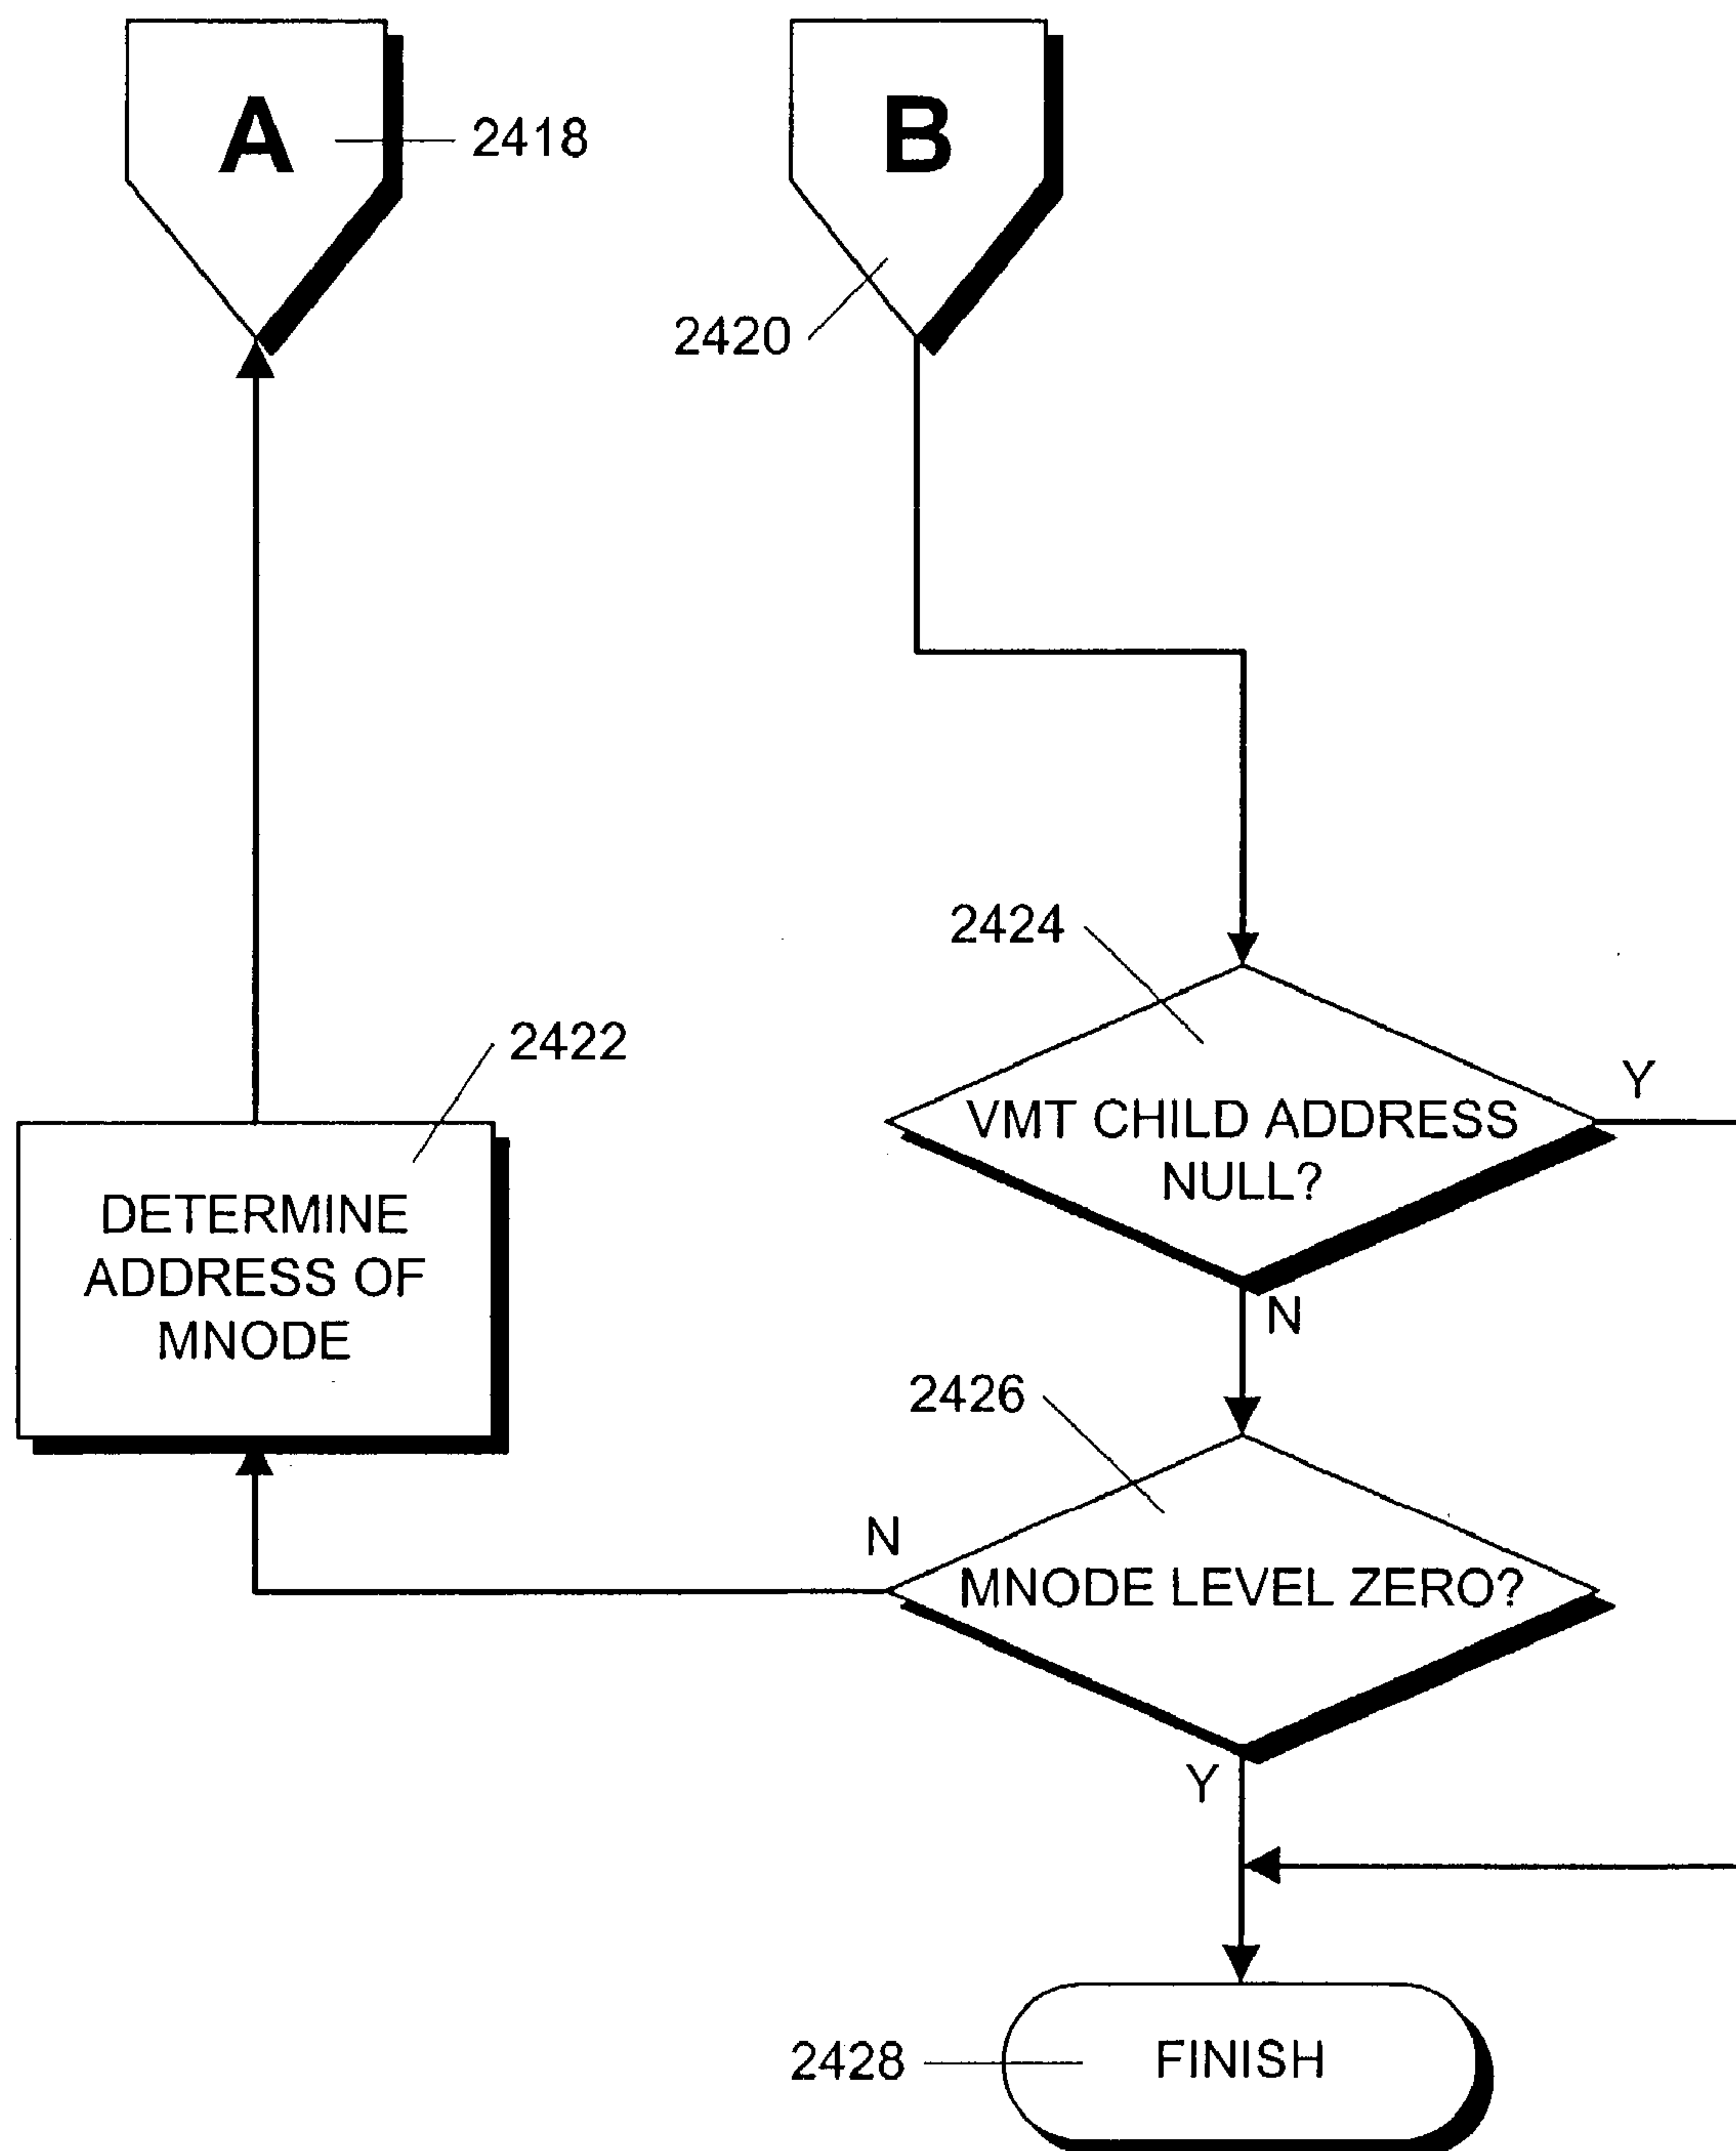 A
2418
B
2420
2424
2422
Y
VMT CHILD ADDRESS
NULL?
DETERMINE
ADDRESS OF
MNODE
N
2426
N
MNODE LEVEL ZERO?
Y
2428
FINISH